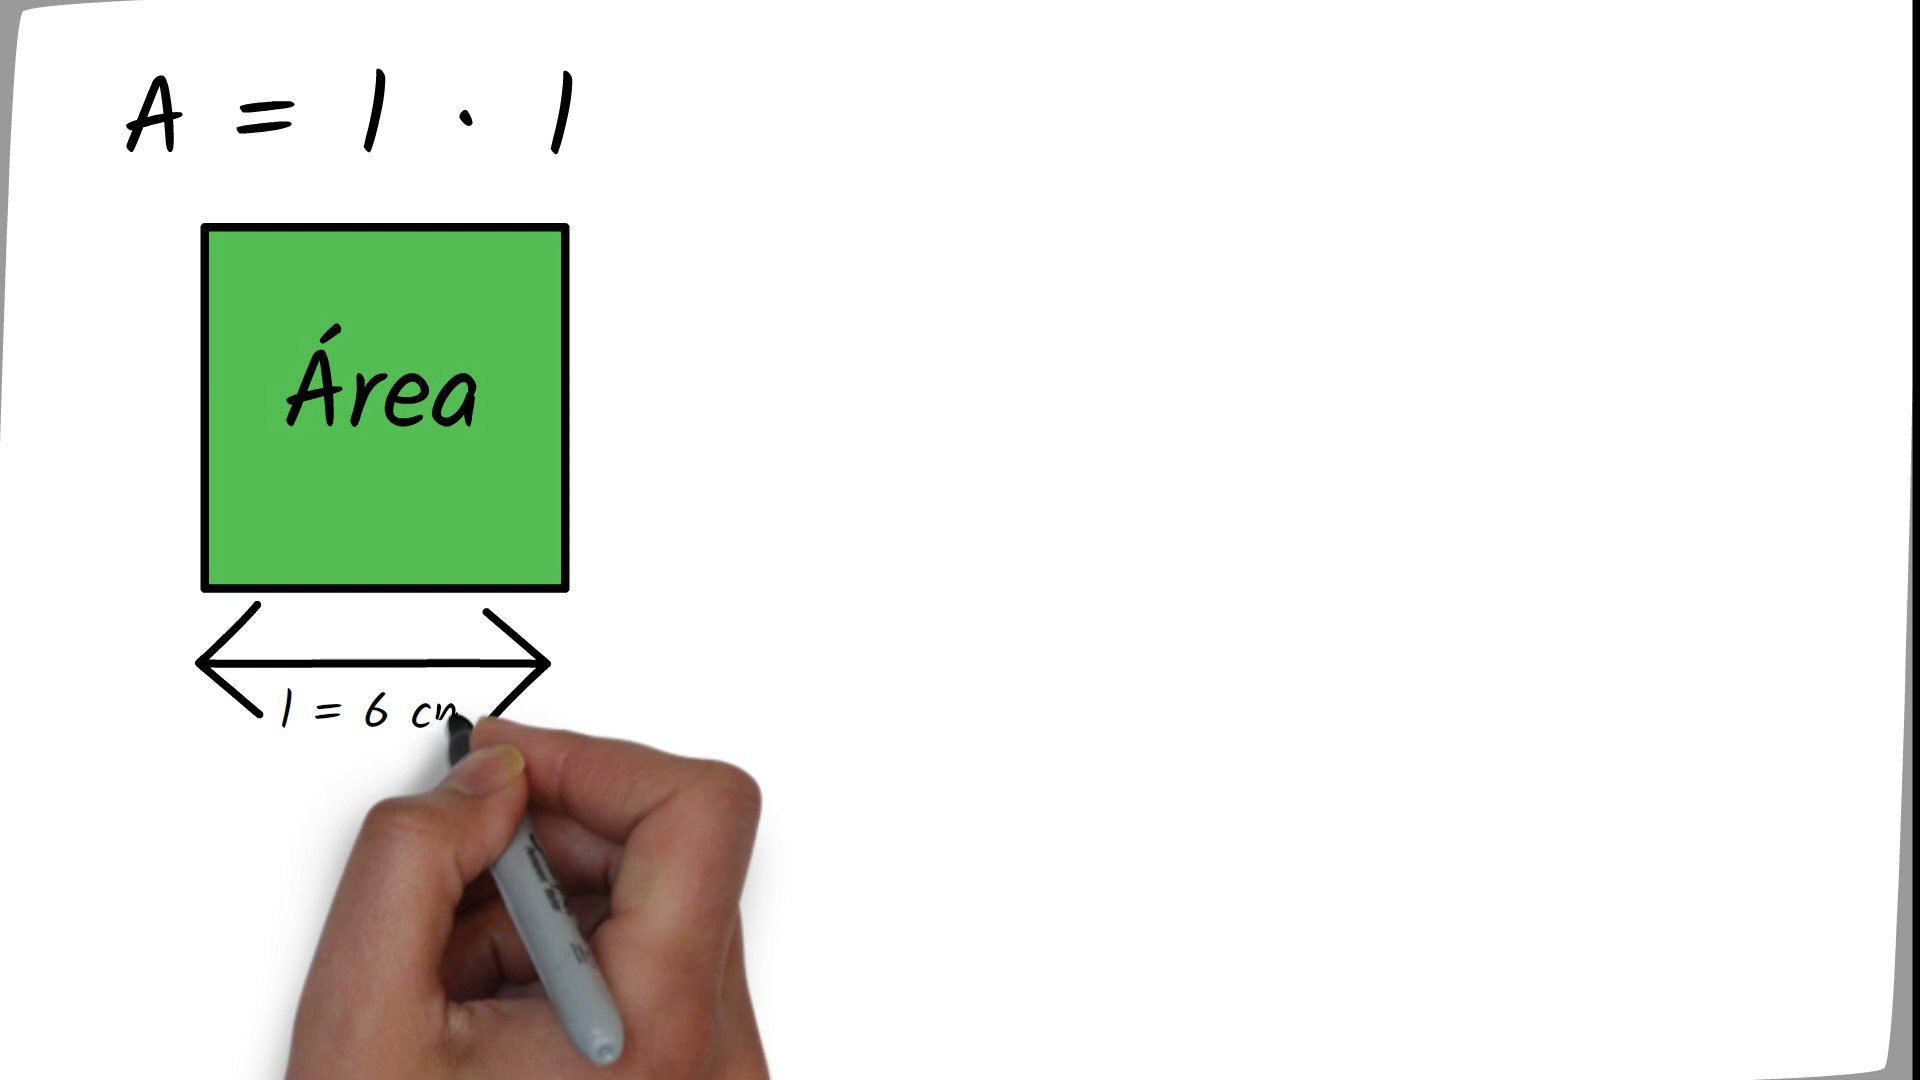 A = l · l
Área
l = 6 cm